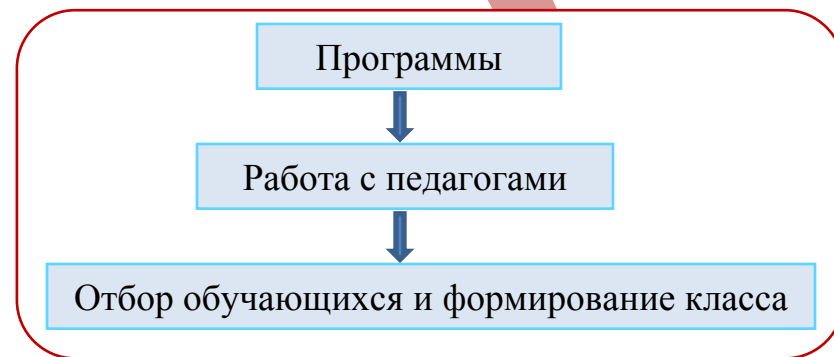 Программы
Работа с педагогами
Отбор обучающихся и формирование класса